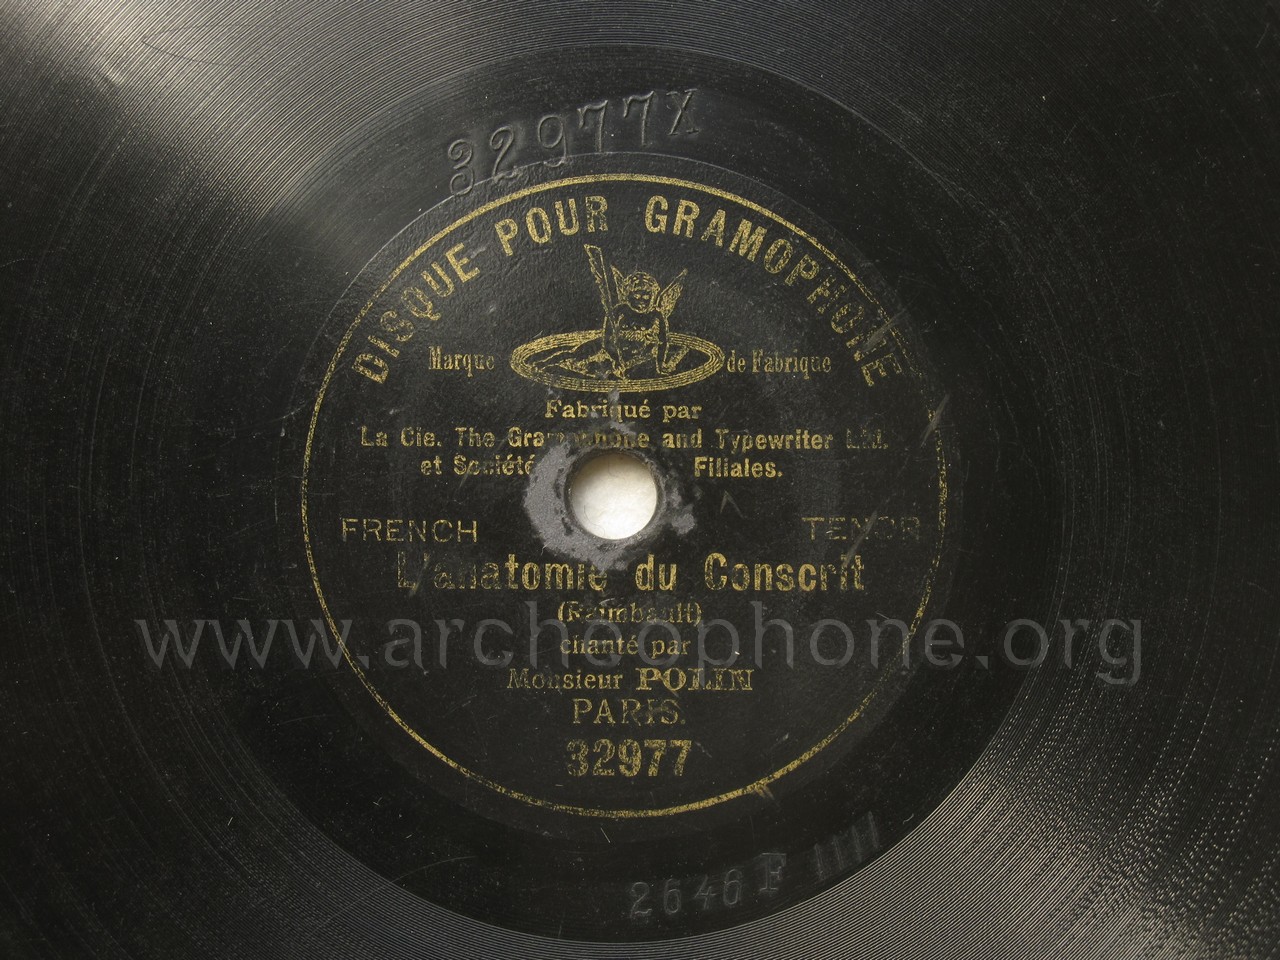 32977X
DISQUE POUR GRAMOPHONE
Marque de Fabrique
Fabriqué par
La Cie. The Gramophone and Typewriter Ltd.
et Société Filiales.
FRENCH TENOR
L'anatomie du Conscrit
(Raimbault)
www.archeophone.org
chanté par
Monsieur POLIN
PARIS.
32977
2646 F